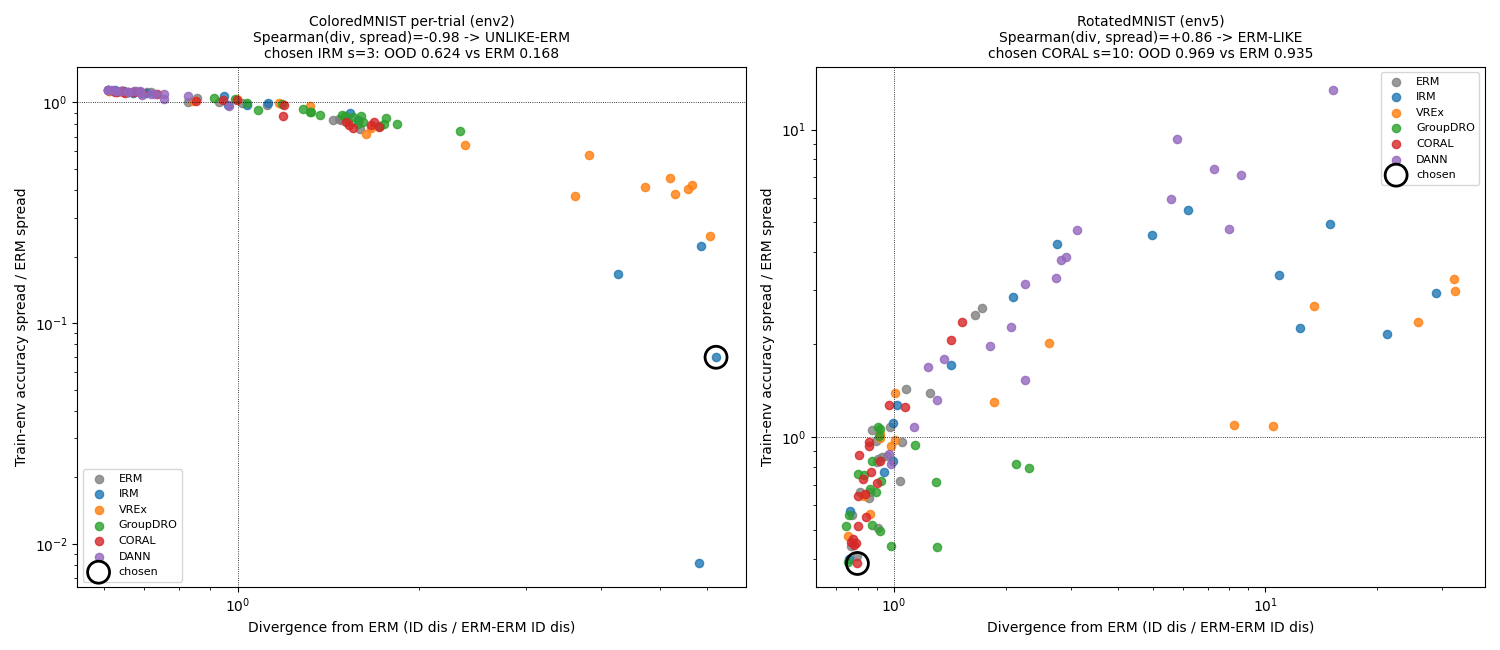 ColoredMNIST per-trial (env2)
Spearman(div, spread)=-0.98 -> UNLIKE-ERM
chosen IRM s=3: OOD 0.624 vs ERM 0.168
Train-env accuracy spread / ERM spread
10⁰
10⁻¹
10⁻²
ERM
IRM
VREx
GroupDRO
CORAL
DANN
chosen
10⁰
Divergence from ERM (ID dis / ERM-ERM ID dis)
RotatedMNIST (env5)
Spearman(div, spread)=+0.86 -> ERM-LIKE
chosen CORAL s=10: OOD 0.969 vs ERM 0.935
Train-env accuracy spread / ERM spread
10¹
10⁰
ERM
IRM
VREx
GroupDRO
CORAL
DANN
chosen
10⁰ 10¹
Divergence from ERM (ID dis / ERM-ERM ID dis)